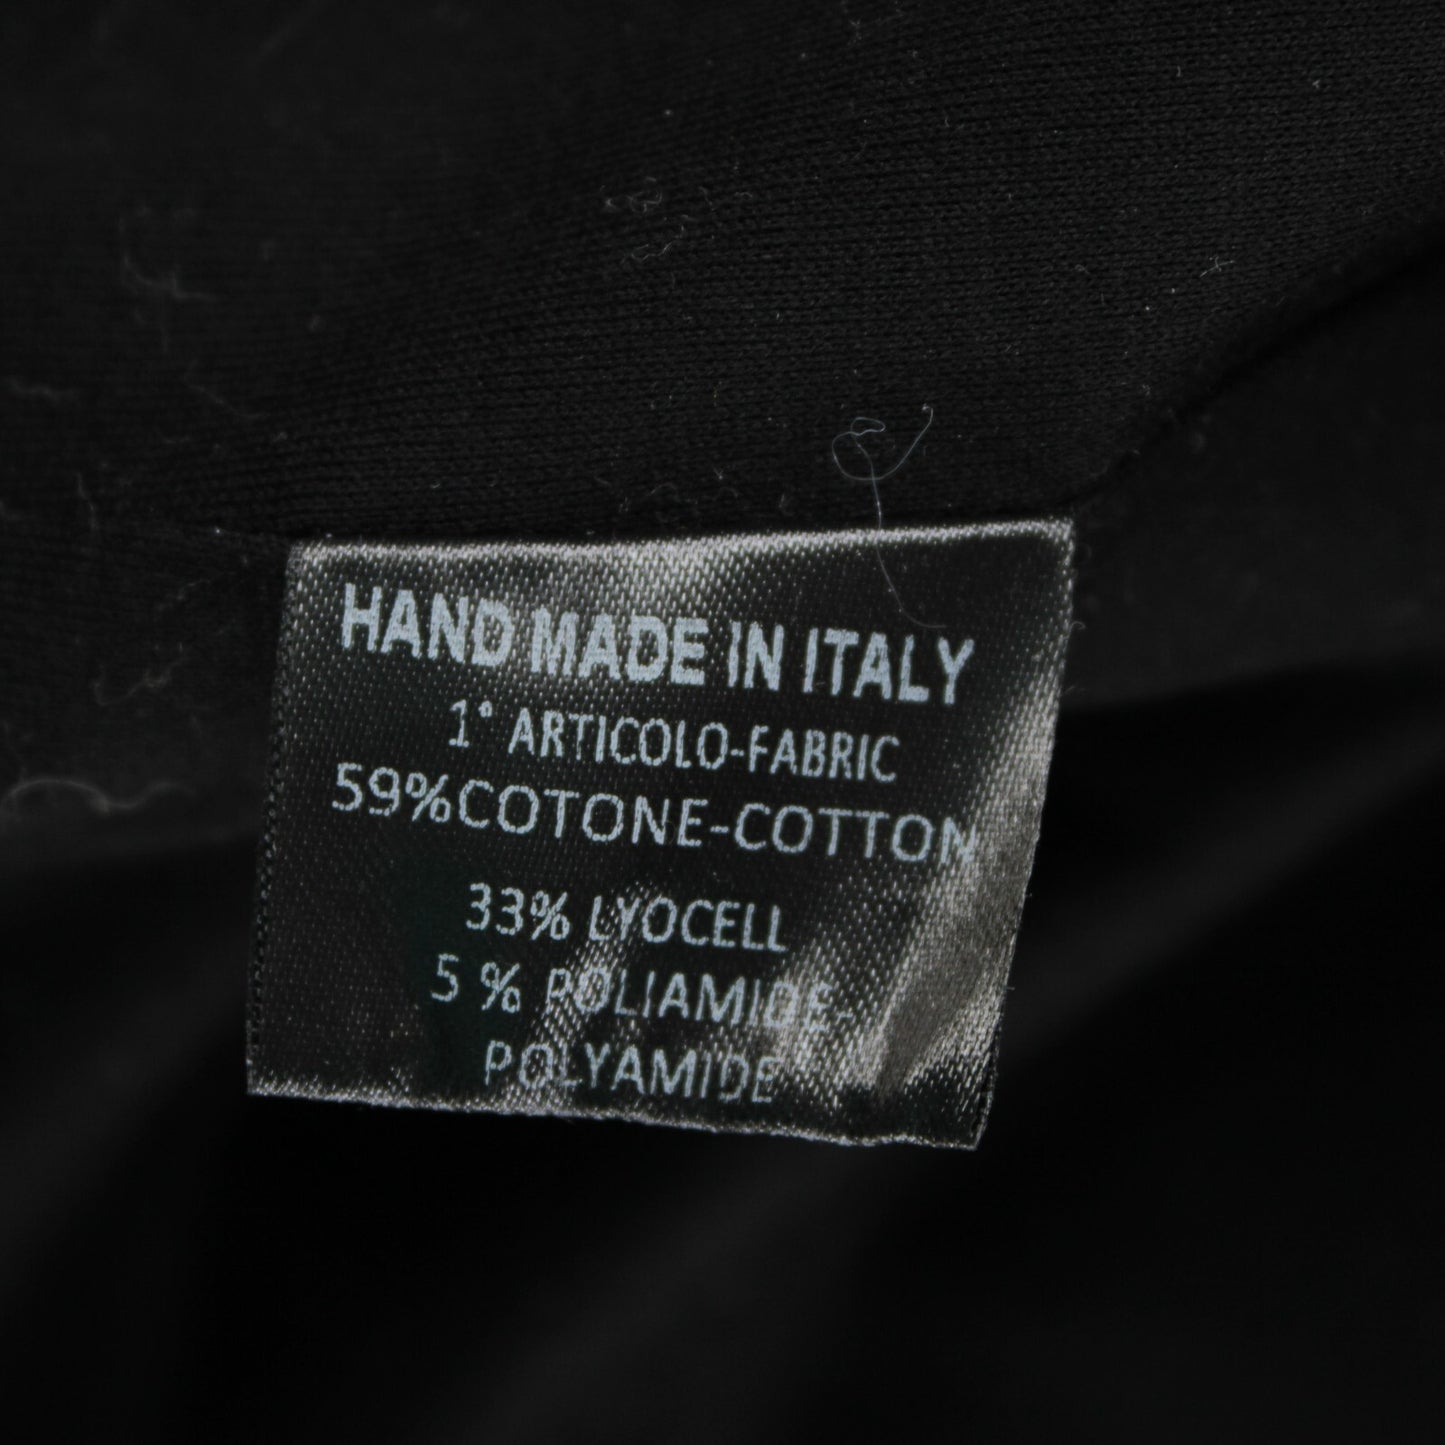 HAND MADE IN ITALY
1° ARTICOLO-FABRIC
59%COTONE-COTTON
33% LYOCELL
5 % POLIAMIDE-
POLYAMIDE